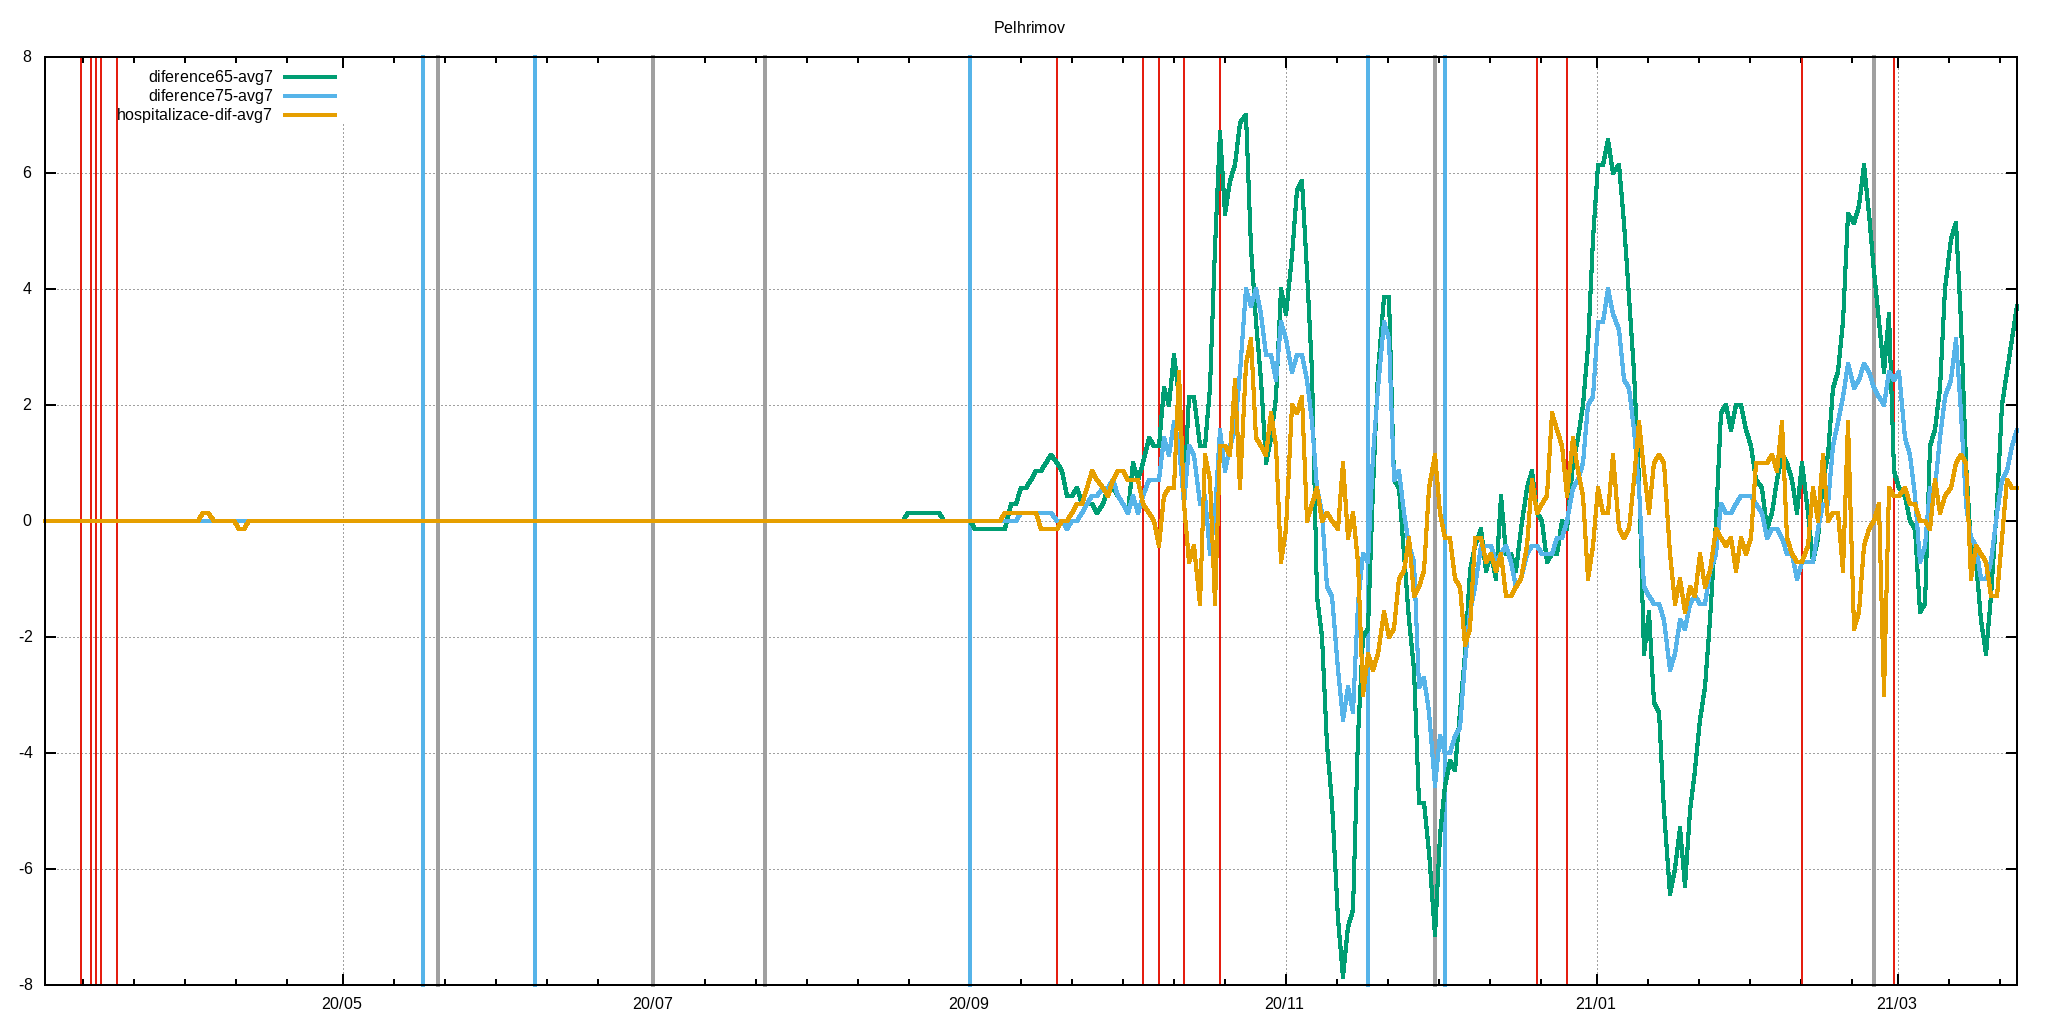 Pelhrimov
8
diference65-avg7
diference75-avg7
hospitalizace-dif-avg7
6
4
2
0
-2
-4
-6
-8
20/05 20/07 20/09 20/11 21/01 21/03